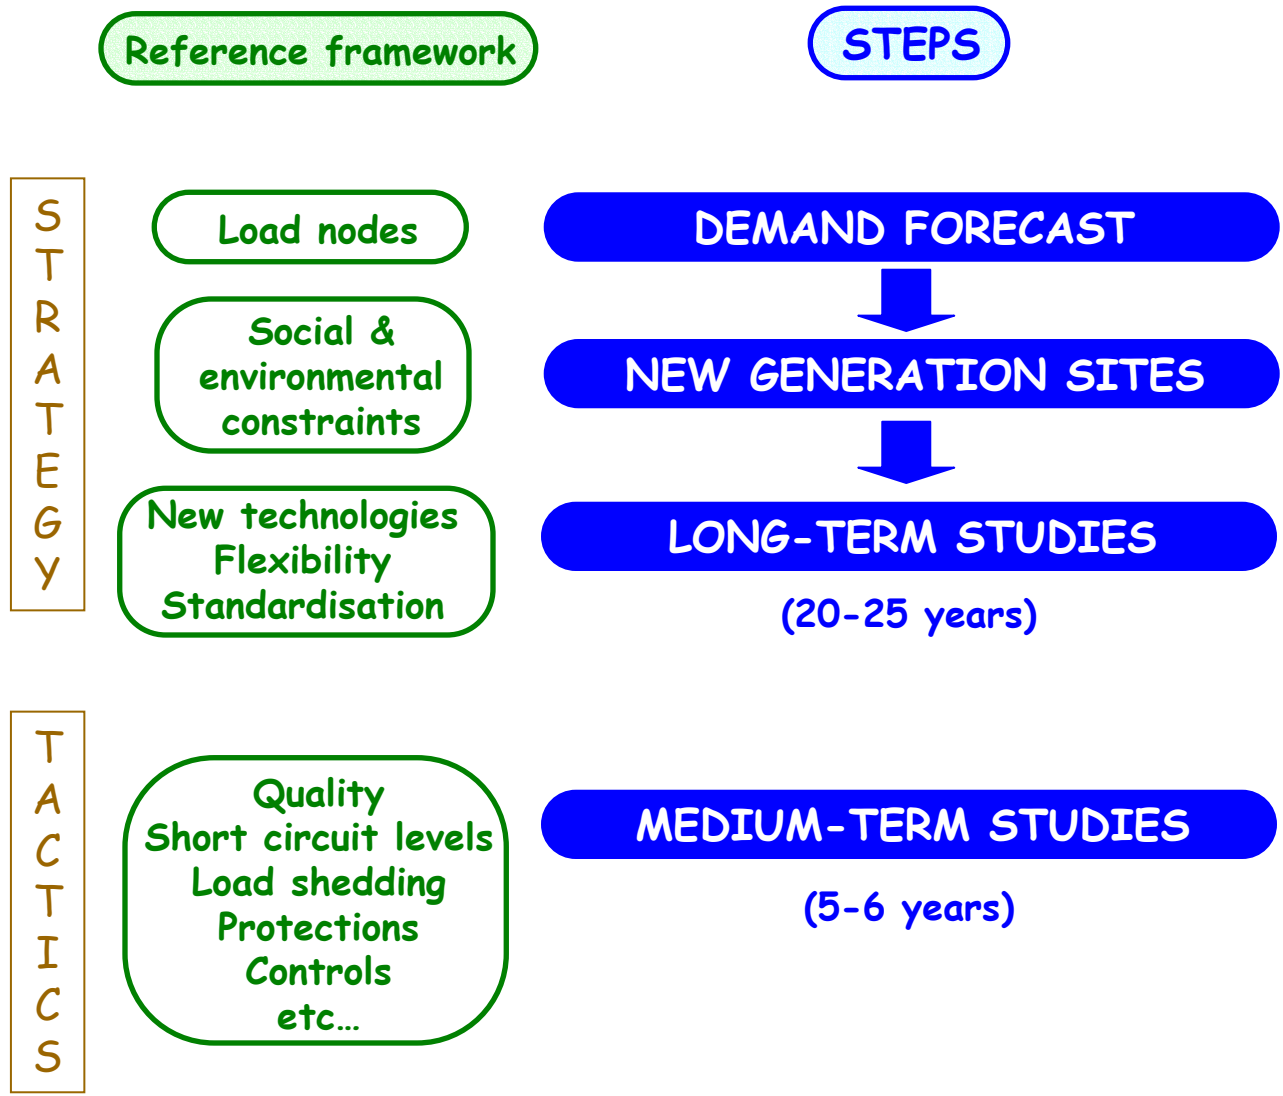 Reference framework
STEPS
STRATEGY
Load nodes
DEMAND FORECAST
Social &
environmental
constraints
NEW GENERATION SITES
New technologies
Flexibility
Standardisation
LONG-TERM STUDIES
(20-25 years)
TACTICS
Quality
Short circuit levels
Load shedding
Protections
Controls
etc…
MEDIUM-TERM STUDIES
(5-6 years)